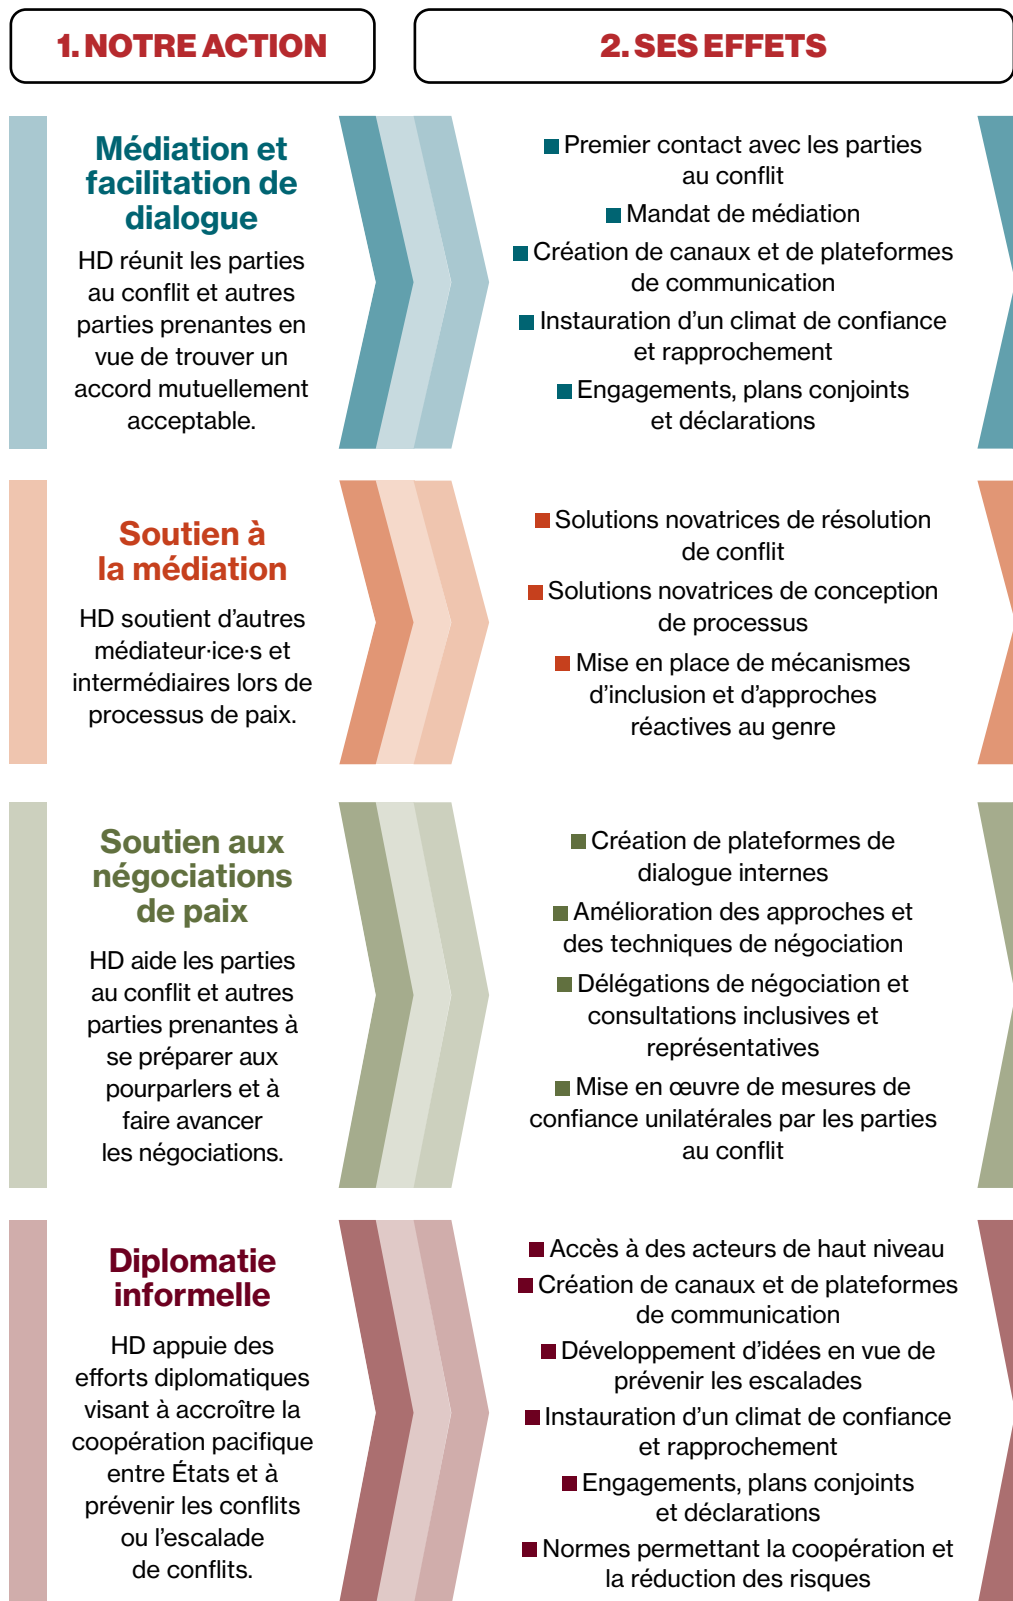 1. NOTRE ACTION
2. SES EFFETS
Médiation et
facilitation de
dialogue
HD réunit les parties
au conflit et autres
parties prenantes en
vue de trouver un
accord mutuellement
acceptable.
Premier contact avec les parties
au conflit
Mandat de médiation
Création de canaux et de plateformes
de communication
Instauration d’un climat de confiance
et rapprochement
Engagements, plans conjoints
et déclarations
Soutien à
la médiation
HD soutient d’autres
médiateur·ice·s et
intermédiaires lors de
processus de paix.
Solutions novatrices de résolution
de conflit
Solutions novatrices de conception
de processus
Mise en place de mécanismes
d’inclusion et d’approches
réactives au genre
Soutien aux
négociations
de paix
HD aide les parties
au conflit et autres
parties prenantes à
se préparer aux
pourparlers et à
faire avancer
les négociations.
Création de plateformes de
dialogue internes
Amélioration des approches et
des techniques de négociation
Délégations de négociation et
consultations inclusives et
représentatives
Mise en œuvre de mesures de
confiance unilatérales par les parties
au conflit
Diplomatie
informelle
HD appuie des
efforts diplomatiques
visant à accroître la
coopération pacifique
entre États et à
prévenir les conflits
ou l’escalade
de conflits.
Accès à des acteurs de haut niveau
Création de canaux et de plateformes
de communication
Développement d’idées en vue de
prévenir les escalades
Instauration d’un climat de confiance
et rapprochement
Engagements, plans conjoints
et déclarations
Normes permettant la coopération et
la réduction des risques